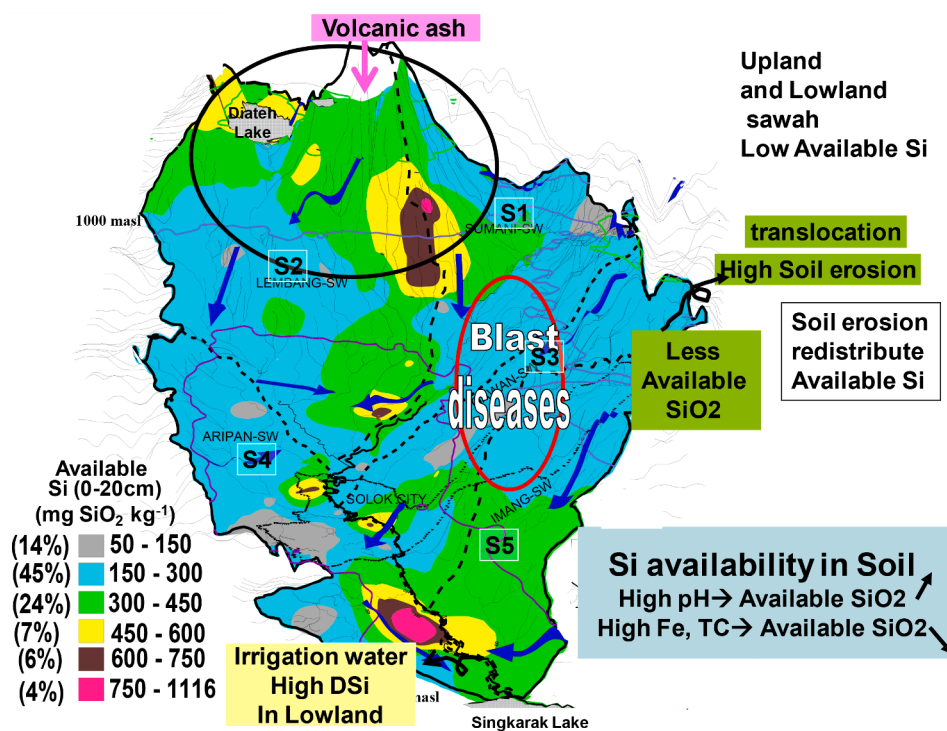 Volcanic ash
Upland
and Lowland
sawah
Low Available Si
Diateh
Lake
1000 masl
S1
SUMANI-SW
translocation
S2
LEMBANG-SW
High Soil erosion
Blast
diseases
S3
Less
Available
SiO2
Soil erosion
redistribute
Available Si
ARIPAN-SW
S4
SOLOK CITY
IMANG-SW
S5
Available
Si (0-20cm)
(mg SiO₂ kg⁻¹)
(14%) 50 - 150
(45%) 150 - 300
(24%) 300 - 450
(7%) 450 - 600
(6%) 600 - 750
(4%) 750 - 1116
Si availability in Soil
High pH→ Available SiO2
High Fe, TC→ Available SiO2
Irrigation water
High DSi
In Lowland
masl
Singkarak Lake